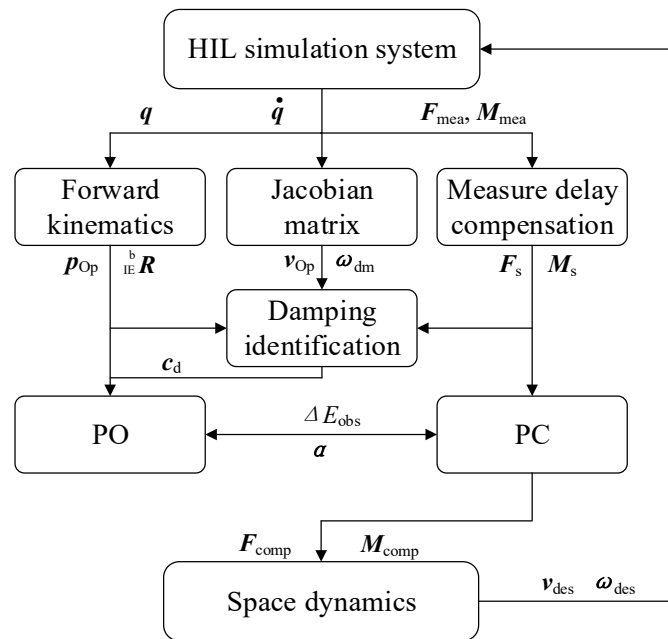 HIL simulation system
q q̇ F_mea, M_mea
Forward kinematics
Jacobian matrix
Measure delay compensation
p_Op ^b_IE R v_Op ω_dm F_s M_s
Damping identification
c_d
PO
ΔE_obs
α
PC
F_comp M_comp
Space dynamics
v_des ω_des